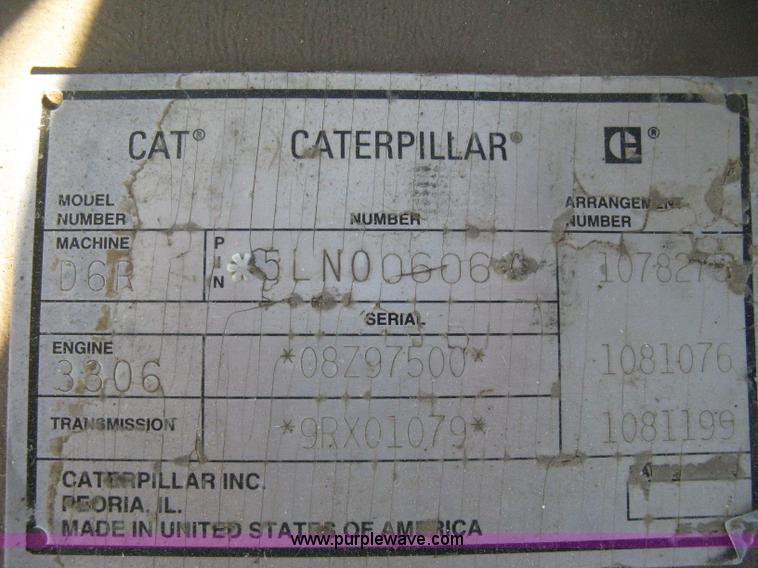 CAT® CATERPILLAR® ®
MODEL NUMBER NUMBER ARRANGEMENT NUMBER
MACHINE D6R PIN *5LN00606* 
SERIAL
ENGINE 3306 *08Z97500* 1081076
TRANSMISSION *9RX01079* 1081199
CATERPILLAR INC.
PEORIA, IL.
MADE IN UNITED STATES OF AMERICA
www.purplewave.com